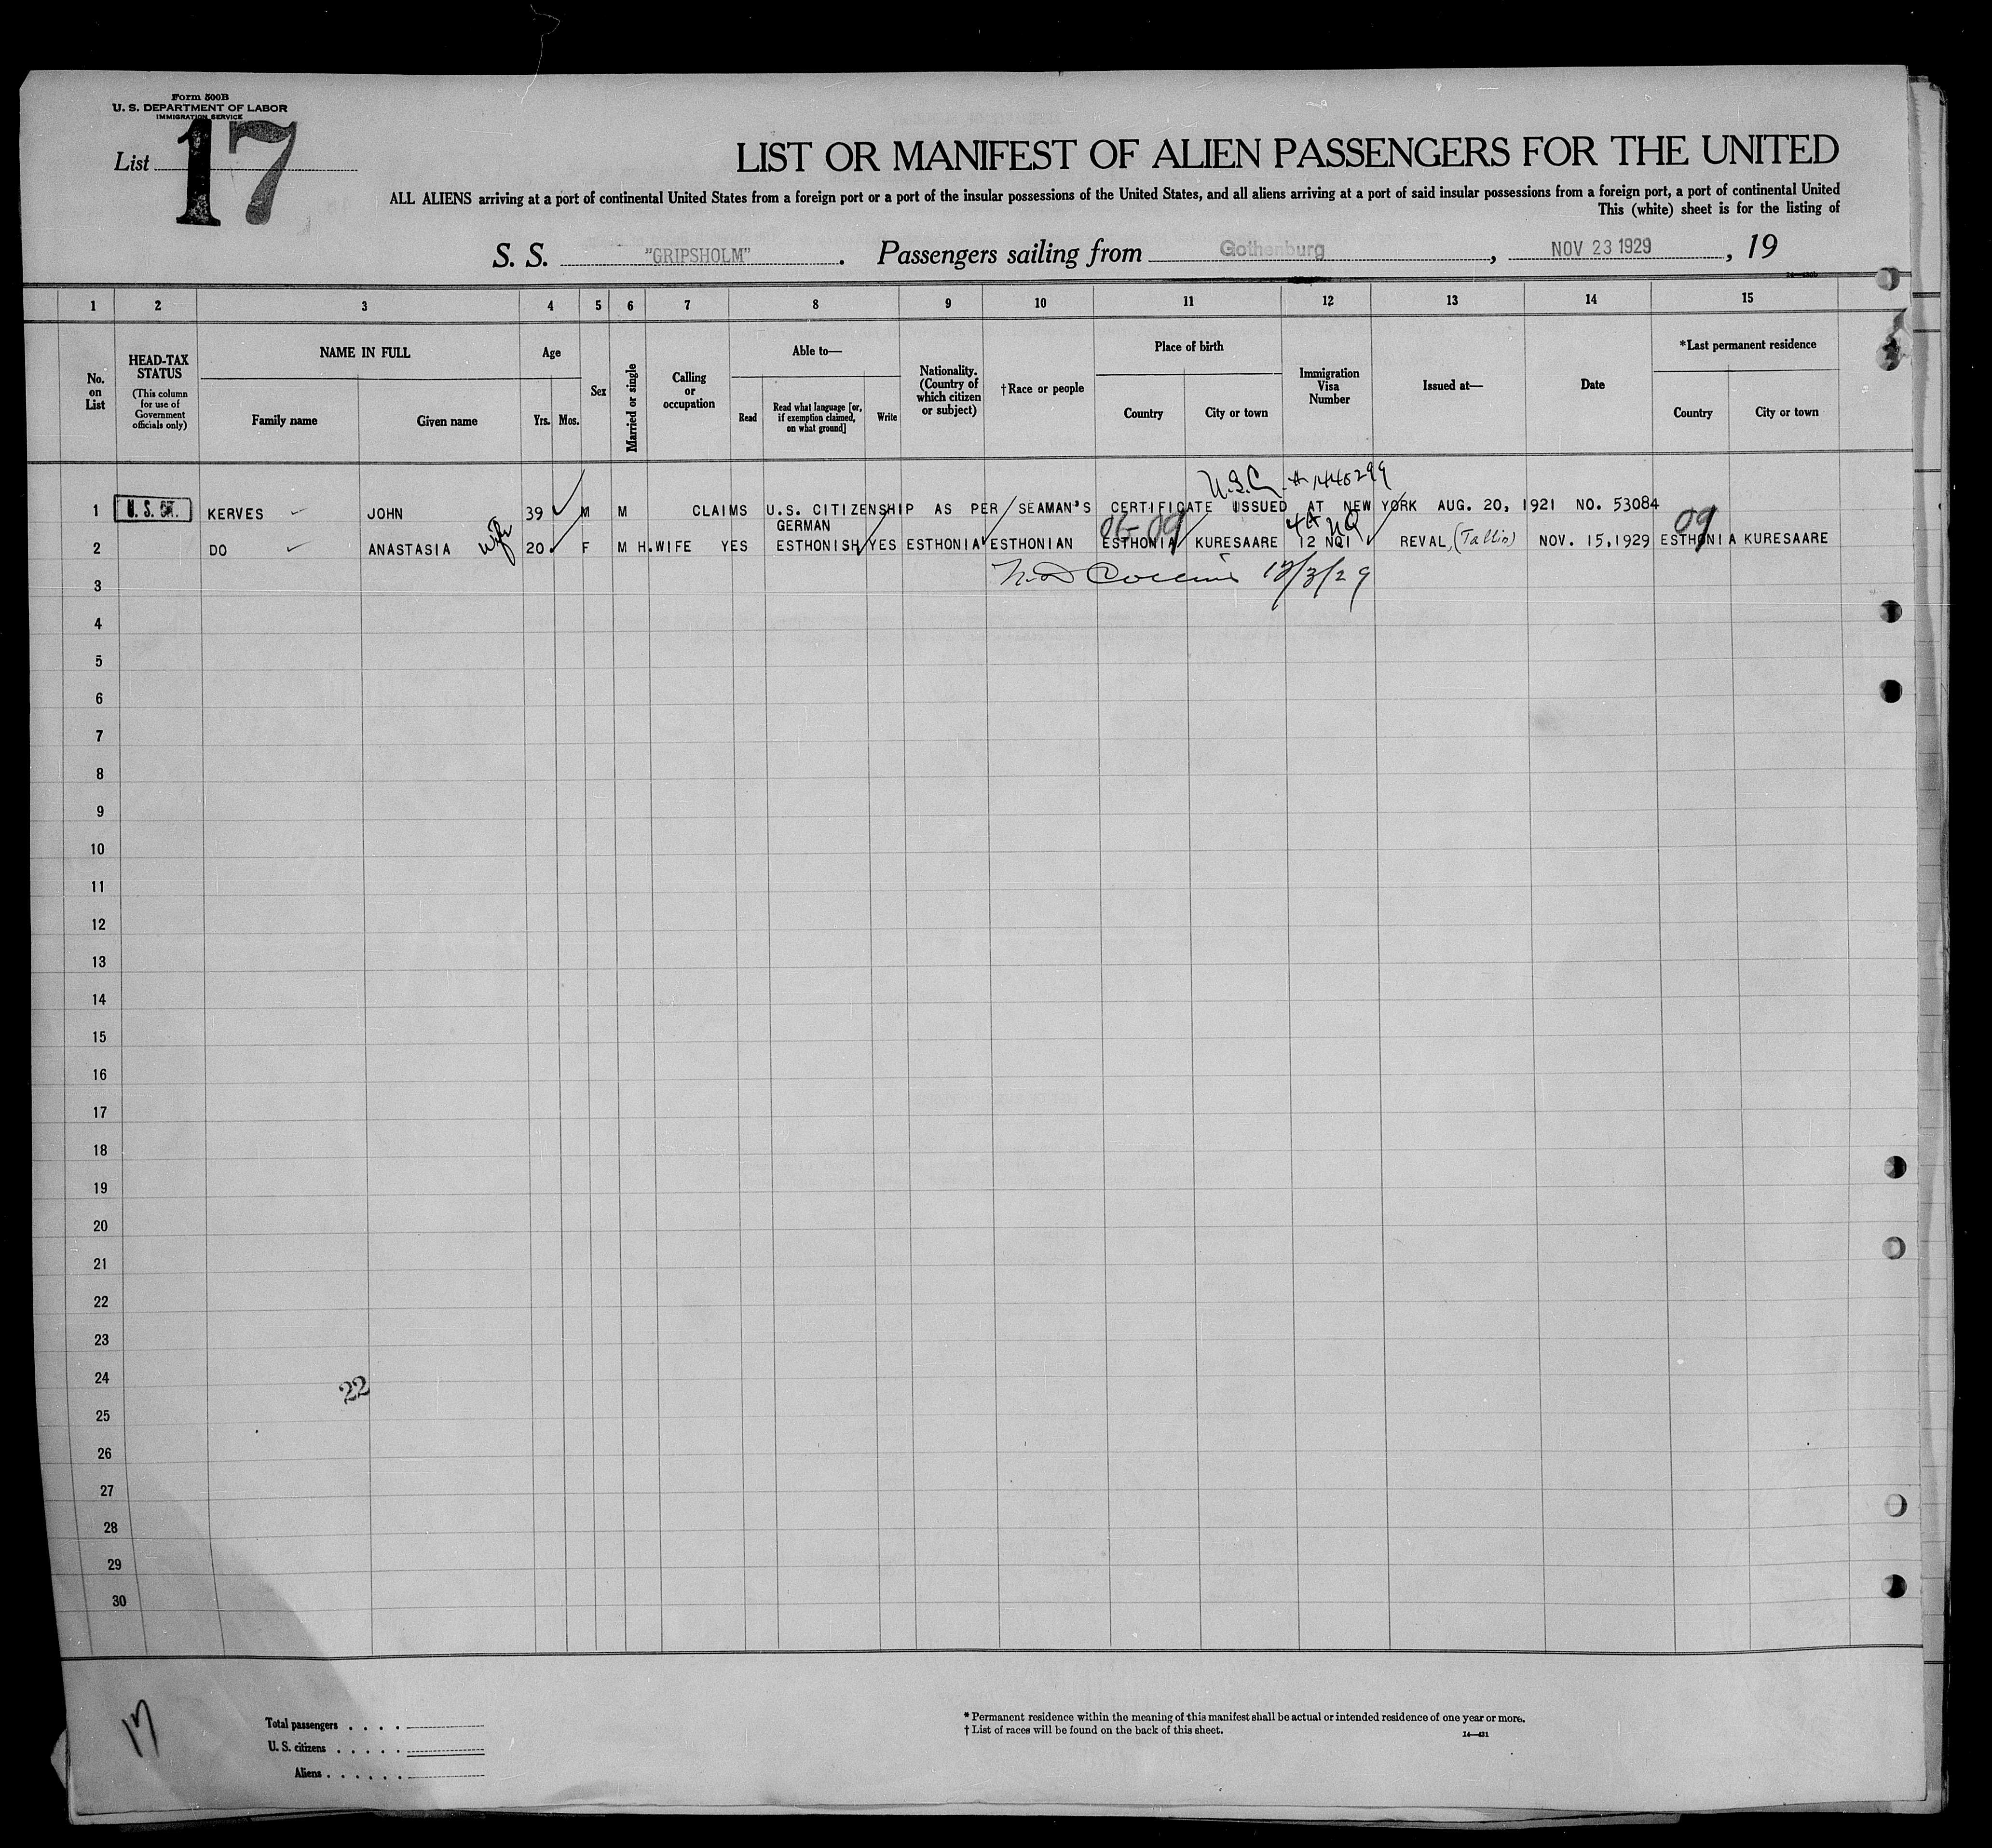 Form 500B
U. S. DEPARTMENT OF LABOR
IMMIGRATION SERVICE
List 17
LIST OR MANIFEST OF ALIEN PASSENGERS FOR THE UNITED
ALL ALIENS arriving at a port of continental United States from a foreign port or a port of the insular possessions of the United States, and all aliens arriving at a port of said insular possessions from a foreign port, a port of continental United
This (white) sheet is for the listing of
S. S. "GRIPSHOLM". Passengers sailing from Gothenburg, NOV 23 1929, 19
1 2 3 4 5 6 7 8 9 10 11 12 13 14 15
No. on List
HEAD-TAX STATUS (This column for use of Government officials only)
NAME IN FULL
Family name Given name
Age
Yrs. Mos.
Sex
Married or single
Calling or occupation
Able to—
Read Read what language [or, if exemption claimed, on what ground] Write
Nationality. (Country of which citizen or subject)
†Race or people
Place of birth
Country City or town
Immigration Visa Number
Issued at—
Date
*Last permanent residence
Country City or town
U.S.C.
1 U. S. KERVES JOHN 39 M M CLAIMS U.S. CITIZENSHIP AS PER SEAMAN'S CERTIFICATE ISSUED AT NEW YORK AUG. 20, 1921 NO. 53084
GERMAN
09
2 DO ANASTASIA wife 20 F M H.WIFE YES ESTHONISH YES ESTHONIA ESTHONIAN ESTHONIA KURESAARE 12 NQI REVAL, (Tallin) NOV. 15,1929 ESTHONIA KURESAARE
3 12/3/29
4
5
6
7
8
9
10
11
12
13
14
15
16
17
18
19
20
21
22
23
24
22
25
26
27
28
29
30
17
Total passengers . . . .
U. S. citizens . . . . .
Aliens . . . . . .
* Permanent residence within the meaning of this manifest shall be actual or intended residence of one year or more.
† List of races will be found on the back of this sheet.
14—431